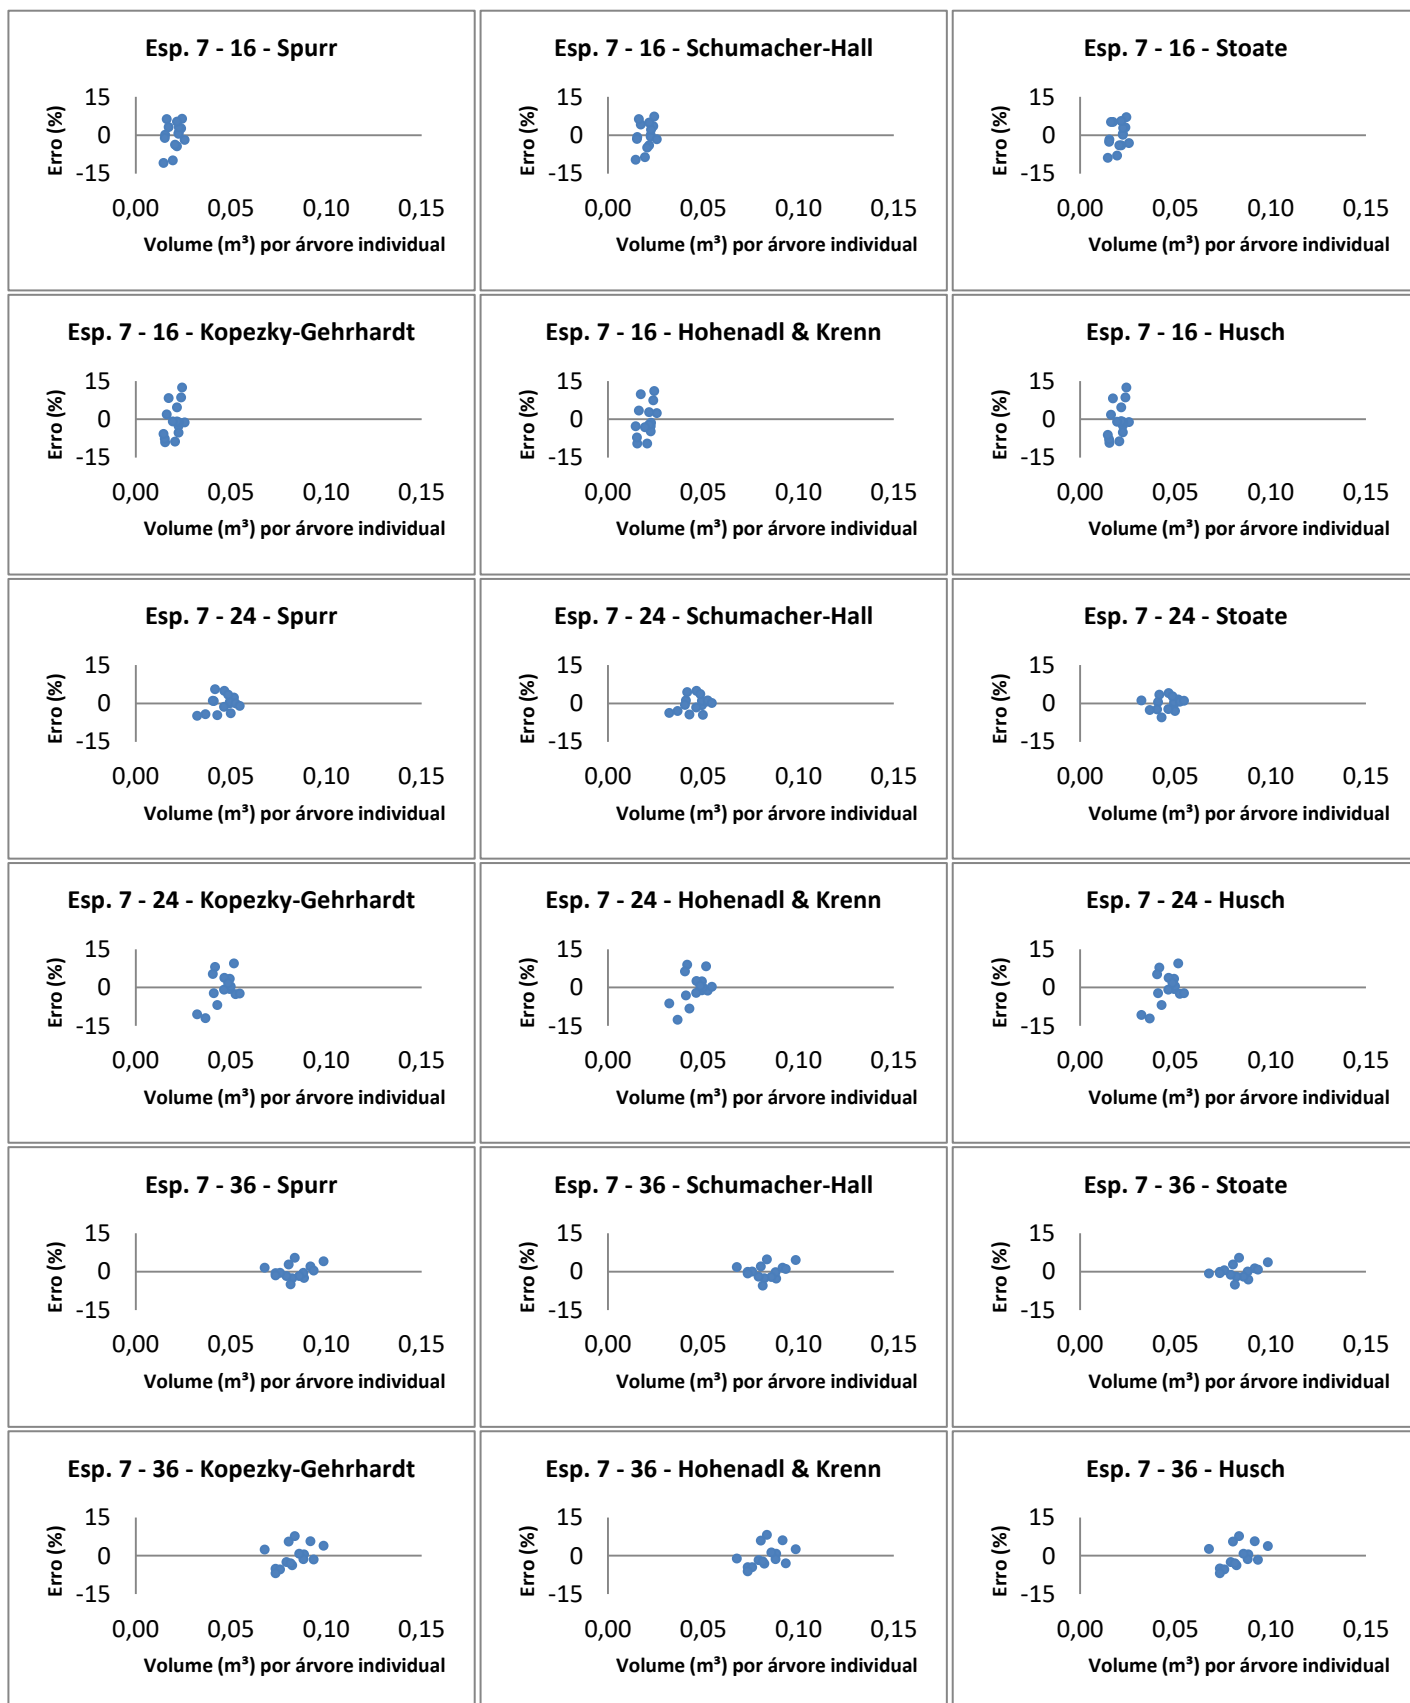 Esp. 7 - 16 - Spurr
Erro (%)
15
0
-15
0,00 0,05 0,10 0,15
Volume (m³) por árvore individual
Esp. 7 - 16 - Schumacher-Hall
Erro (%)
15
0
-15
0,00 0,05 0,10 0,15
Volume (m³) por árvore individual
Esp. 7 - 16 - Stoate
Erro (%)
15
0
-15
0,00 0,05 0,10 0,15
Volume (m³) por árvore individual
Esp. 7 - 16 - Kopezky-Gehrhardt
Erro (%)
15
0
-15
0,00 0,05 0,10 0,15
Volume (m³) por árvore individual
Esp. 7 - 16 - Hohenadl & Krenn
Erro (%)
15
0
-15
0,00 0,05 0,10 0,15
Volume (m³) por árvore individual
Esp. 7 - 16 - Husch
Erro (%)
15
0
-15
0,00 0,05 0,10 0,15
Volume (m³) por árvore individual
Esp. 7 - 24 - Spurr
Erro (%)
15
0
-15
0,00 0,05 0,10 0,15
Volume (m³) por árvore individual
Esp. 7 - 24 - Schumacher-Hall
Erro (%)
15
0
-15
0,00 0,05 0,10 0,15
Volume (m³) por árvore individual
Esp. 7 - 24 - Stoate
Erro (%)
15
0
-15
0,00 0,05 0,10 0,15
Volume (m³) por árvore individual
Esp. 7 - 24 - Kopezky-Gehrhardt
Erro (%)
15
0
-15
0,00 0,05 0,10 0,15
Volume (m³) por árvore individual
Esp. 7 - 24 - Hohenadl & Krenn
Erro (%)
15
0
-15
0,00 0,05 0,10 0,15
Volume (m³) por árvore individual
Esp. 7 - 24 - Husch
Erro (%)
15
0
-15
0,00 0,05 0,10 0,15
Volume (m³) por árvore individual
Esp. 7 - 36 - Spurr
Erro (%)
15
0
-15
0,00 0,05 0,10 0,15
Volume (m³) por árvore individual
Esp. 7 - 36 - Schumacher-Hall
Erro (%)
15
0
-15
0,00 0,05 0,10 0,15
Volume (m³) por árvore individual
Esp. 7 - 36 - Stoate
Erro (%)
15
0
-15
0,00 0,05 0,10 0,15
Volume (m³) por árvore individual
Esp. 7 - 36 - Kopezky-Gehrhardt
Erro (%)
15
0
-15
0,00 0,05 0,10 0,15
Volume (m³) por árvore individual
Esp. 7 - 36 - Hohenadl & Krenn
Erro (%)
15
0
-15
0,00 0,05 0,10 0,15
Volume (m³) por árvore individual
Esp. 7 - 36 - Husch
Erro (%)
15
0
-15
0,00 0,05 0,10 0,15
Volume (m³) por árvore individual